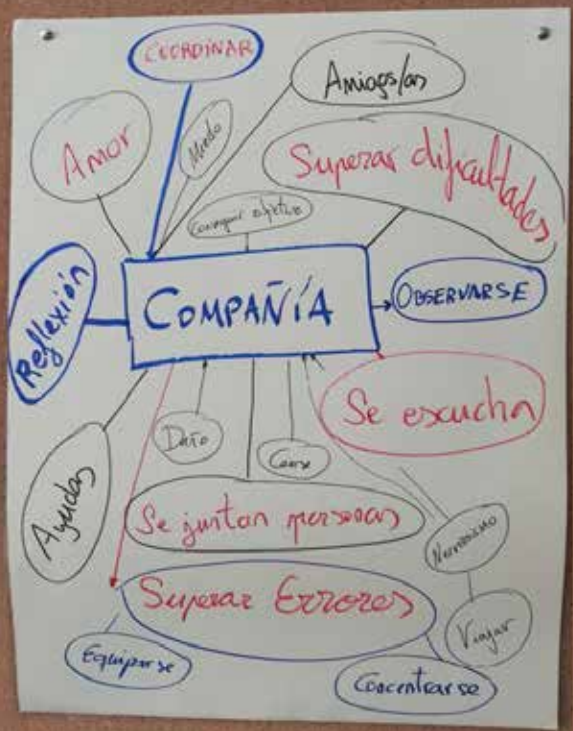 COORDINAR
Amigos/as
Amor
Miedo
Superar dificultades
Conseguir objetivo
COMPAÑÍA
OBSERVARSE
Reflexión
Se escucha
Daño
Ayudas
Se juntan personas
Nerviosismo
Superar Errores
Viajar
Equiparse
Concentrarse